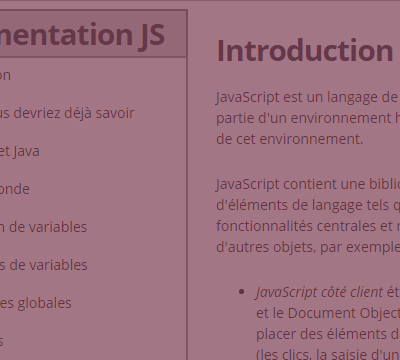 mentation JS
on
us devriez déjà savoir
et Java
onde
n de variables
s de variables
es globales
s
Introduction
JavaScript est un langage de
partie d'un environnement h
de cet environnement.
JavaScript contient une biblio
d'éléments de langage tels q
fonctionnalités centrales et
d'autres objets, par exemple
• JavaScript côté client ét
et le Document Object
placer des éléments d
(les clics, la saisie d'un